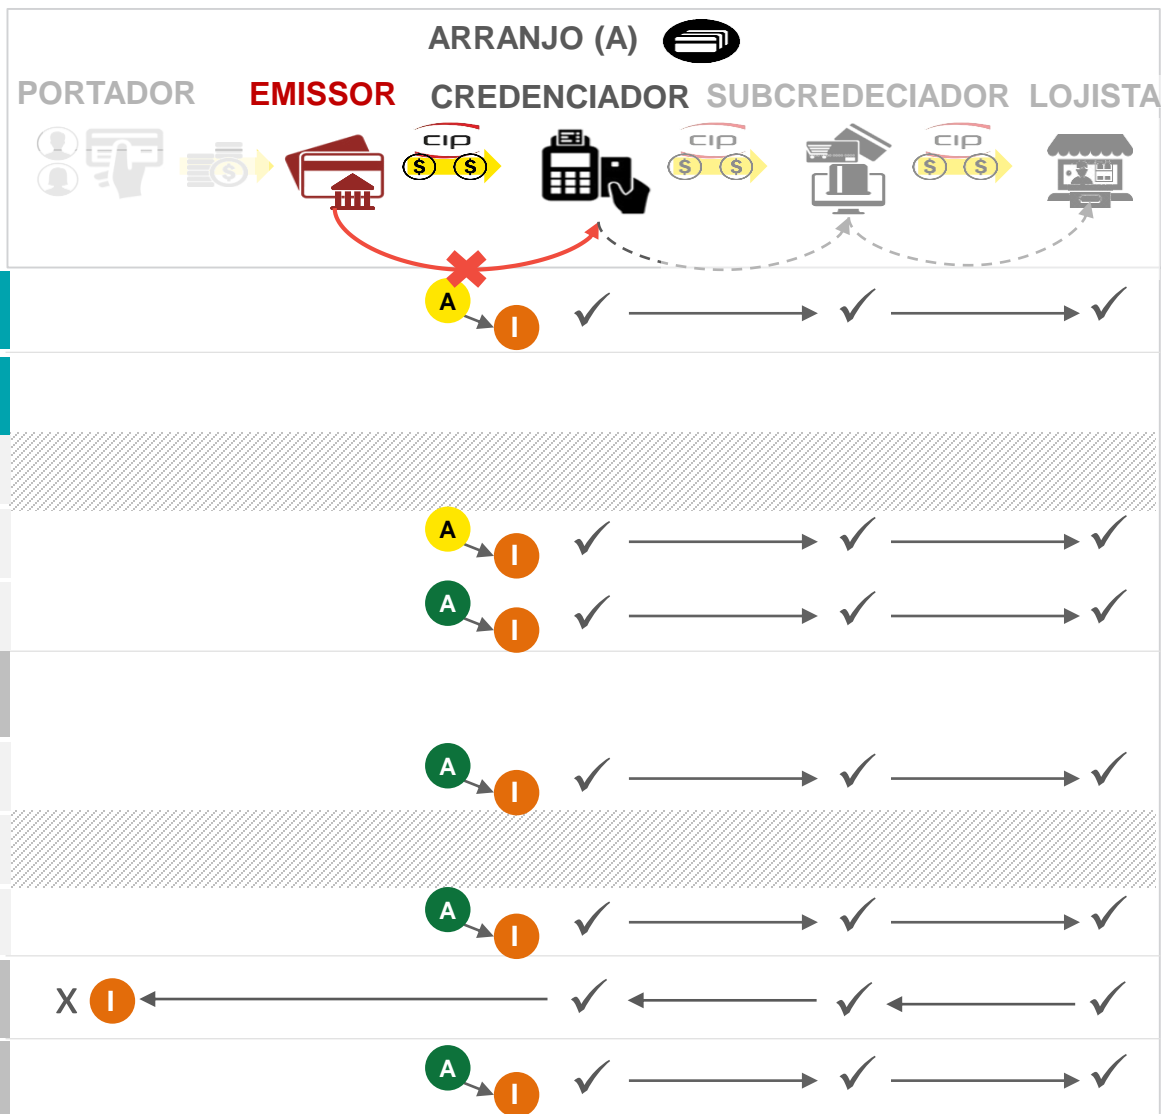 ARRANJO (A)
PORTADOR EMISSOR CREDENCIADOR SUBCREDECIADOR LOJISTA
CIP CIP CIP
$ $ $ $ $ $ $
A I
A I
A I
A I
A I
X I
A I